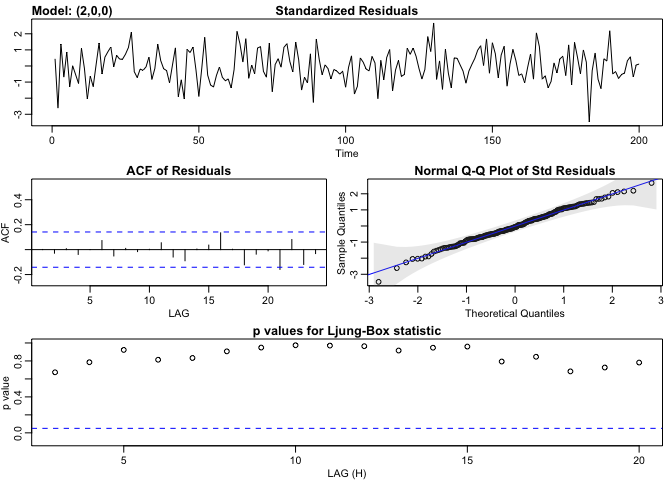 Model: (2,0,0) Standardized Residuals
2
1
-1
-3
0 50 100 150 200
Time
ACF of Residuals
ACF
0.4
0.2
-0.2
5 10 15 20
LAG
Normal Q-Q Plot of Std Residuals
Sample Quantiles
2
1
-1
-3
-3 -2 -1 0 1 2 3
Theoretical Quantiles
p values for Ljung-Box statistic
p value
0.8
0.4
0.0
5 10 15 20
LAG (H)